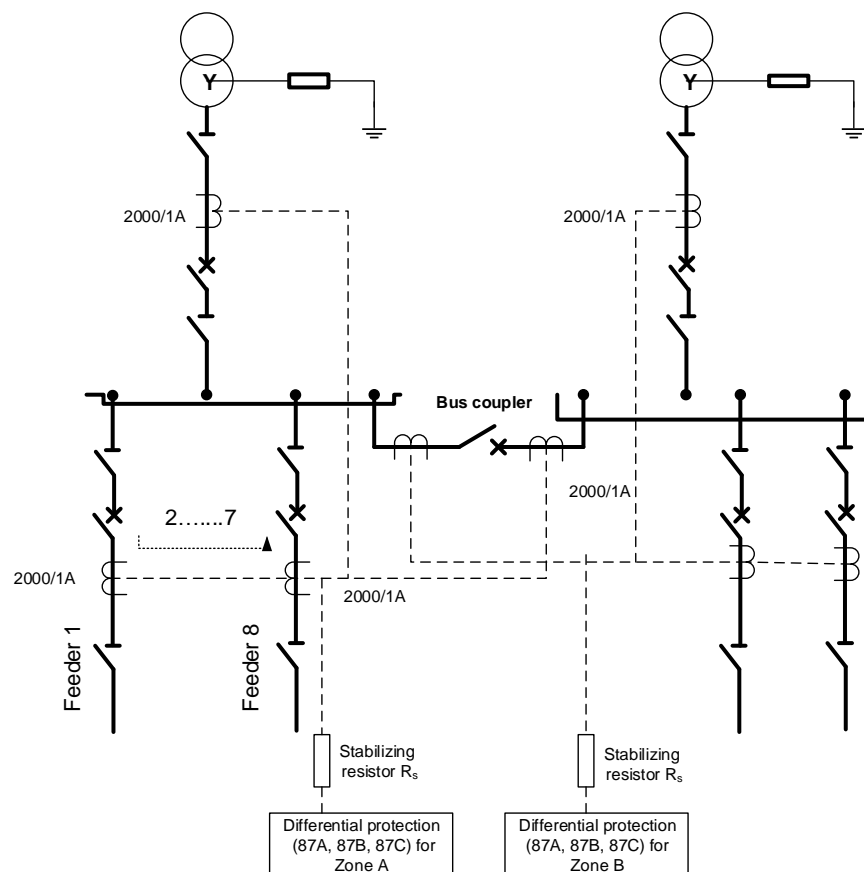 Y
Y
2000/1A
2000/1A
Bus coupler
2000/1A
2…...7
2000/1A
2000/1A
Feeder 1
Feeder 8
Stabilizing
resistor Rs
Stabilizing
resistor Rs
Differential protection
(87A, 87B, 87C) for
Zone A
Differential protection
(87A, 87B, 87C) for
Zone B